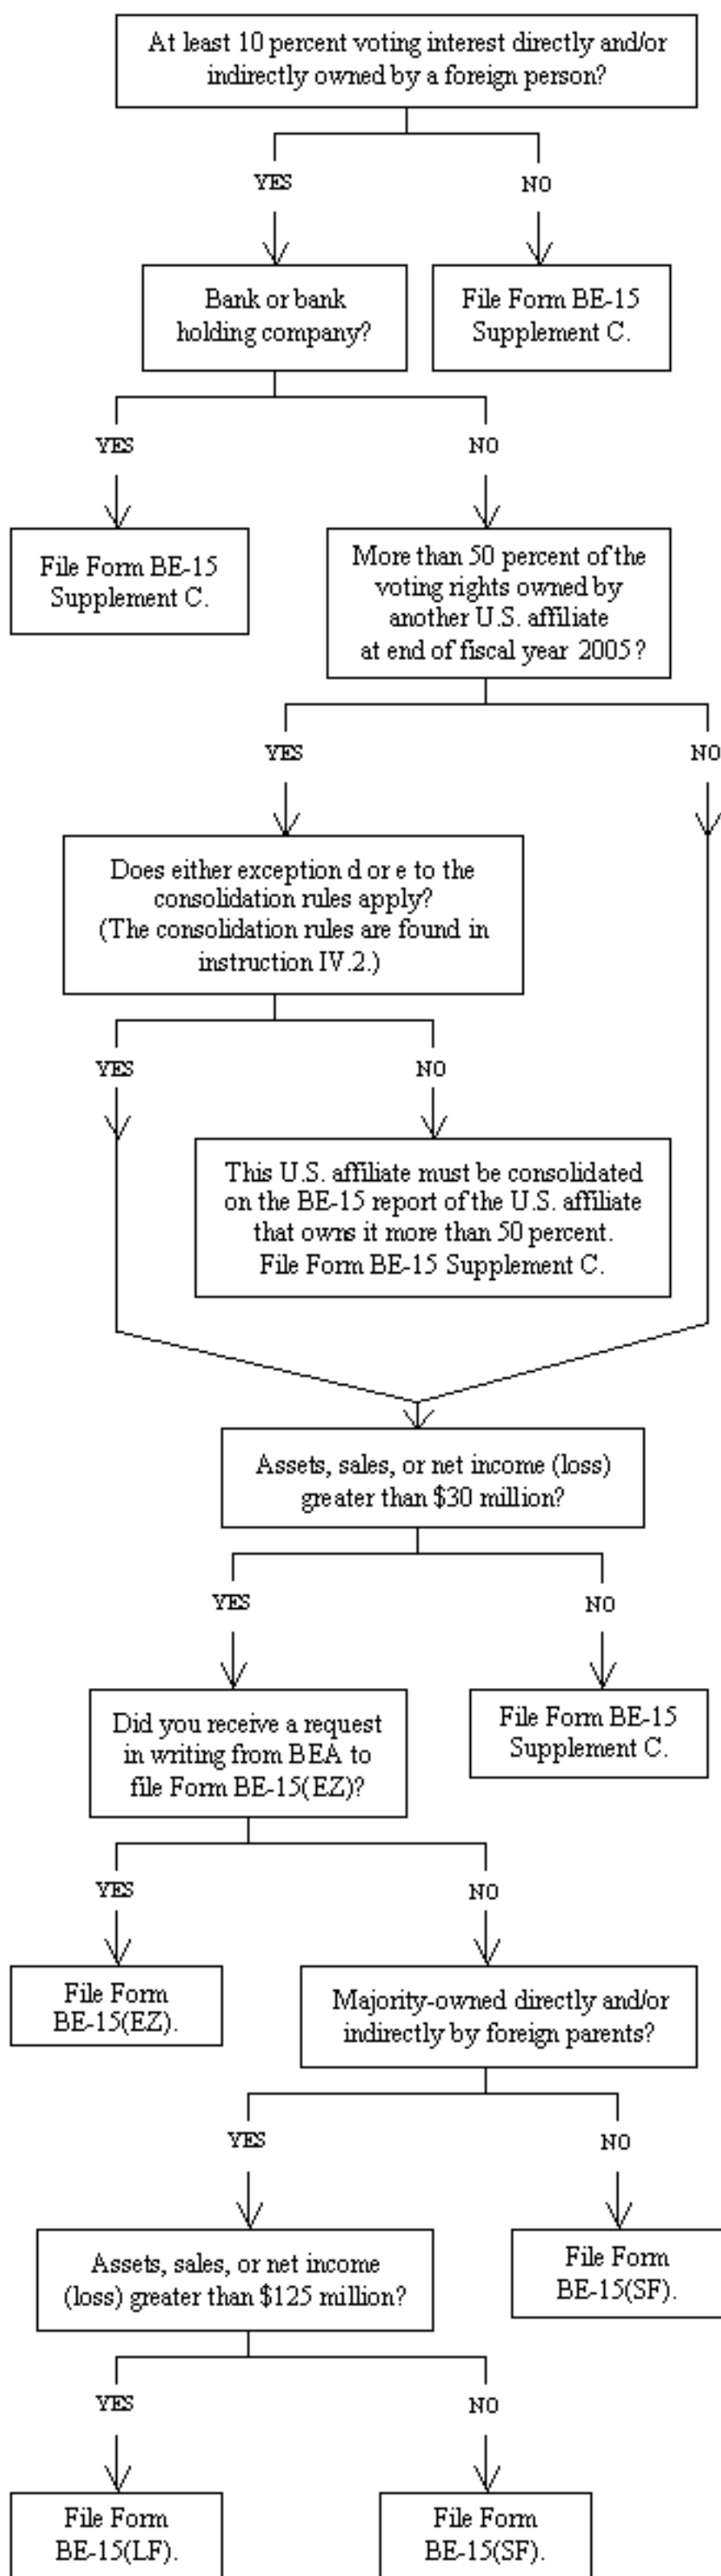 At least 10 percent voting interest directly and/or
indirectly owned by a foreign person?
YES
NO
Bank or bank
holding company?
File Form BE-15
Supplement C.
YES
NO
File Form BE-15
Supplement C.
More than 50 percent of the
voting rights owned by
another U.S. affiliate
at end of fiscal year 2005?
YES
NO
Does either exception d or e to the
consolidation rules apply?
(The consolidation rules are found in
instruction IV.2.)
YES
NO
This U.S. affiliate must be consolidated
on the BE-15 report of the U.S. affiliate
that owns it more than 50 percent.
File Form BE-15 Supplement C.
Assets, sales, or net income (loss)
greater than $30 million?
YES
NO
Did you receive a request
in writing from BEA to
file Form BE-15(EZ)?
File Form BE-15
Supplement C.
YES
NO
File Form
BE-15(EZ).
Majority-owned directly and/or
indirectly by foreign parents?
YES
NO
Assets, sales, or net income
(loss) greater than $125 million?
File Form
BE-15(SF).
YES
NO
File Form
BE-15(LF).
File Form
BE-15(SF).